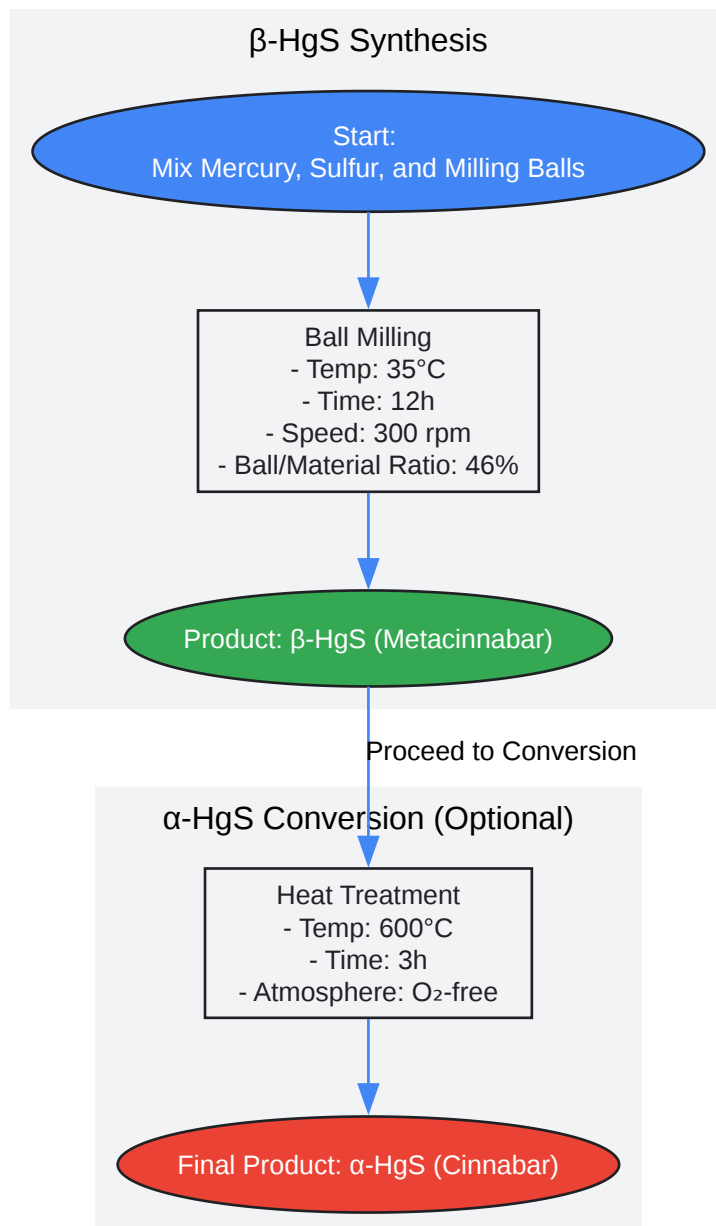 β-HgS Synthesis
Start:
Mix Mercury, Sulfur, and Milling Balls
Ball Milling
- Temp: 35°C
- Time: 12h
- Speed: 300 rpm
- Ball/Material Ratio: 46%
Product: β-HgS (Metacinnabar)
Proceed to Conversion
α-HgS Conversion (Optional)
Heat Treatment
- Temp: 600°C
- Time: 3h
- Atmosphere: O₂-free
Final Product: α-HgS (Cinnabar)